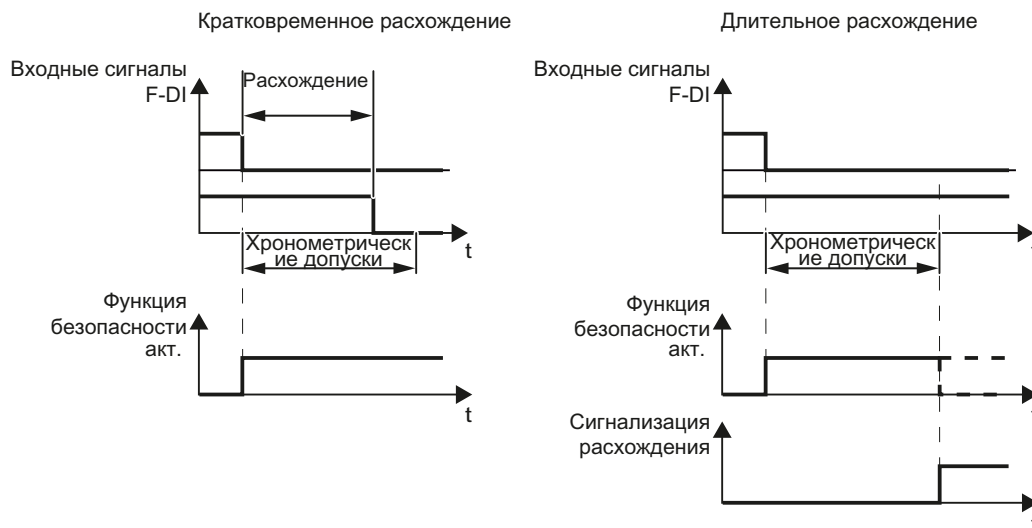 Кратковременное расхождение
Входные сигналы
F-DI
Расхождение
t
Хронометрическ
ие допуски
Функция
безопасности
акт.
t
Длительное расхождение
Входные сигналы
F-DI
Хронометрическ
ие допуски
Функция
безопасности
акт.
Сигнализация
расхождения